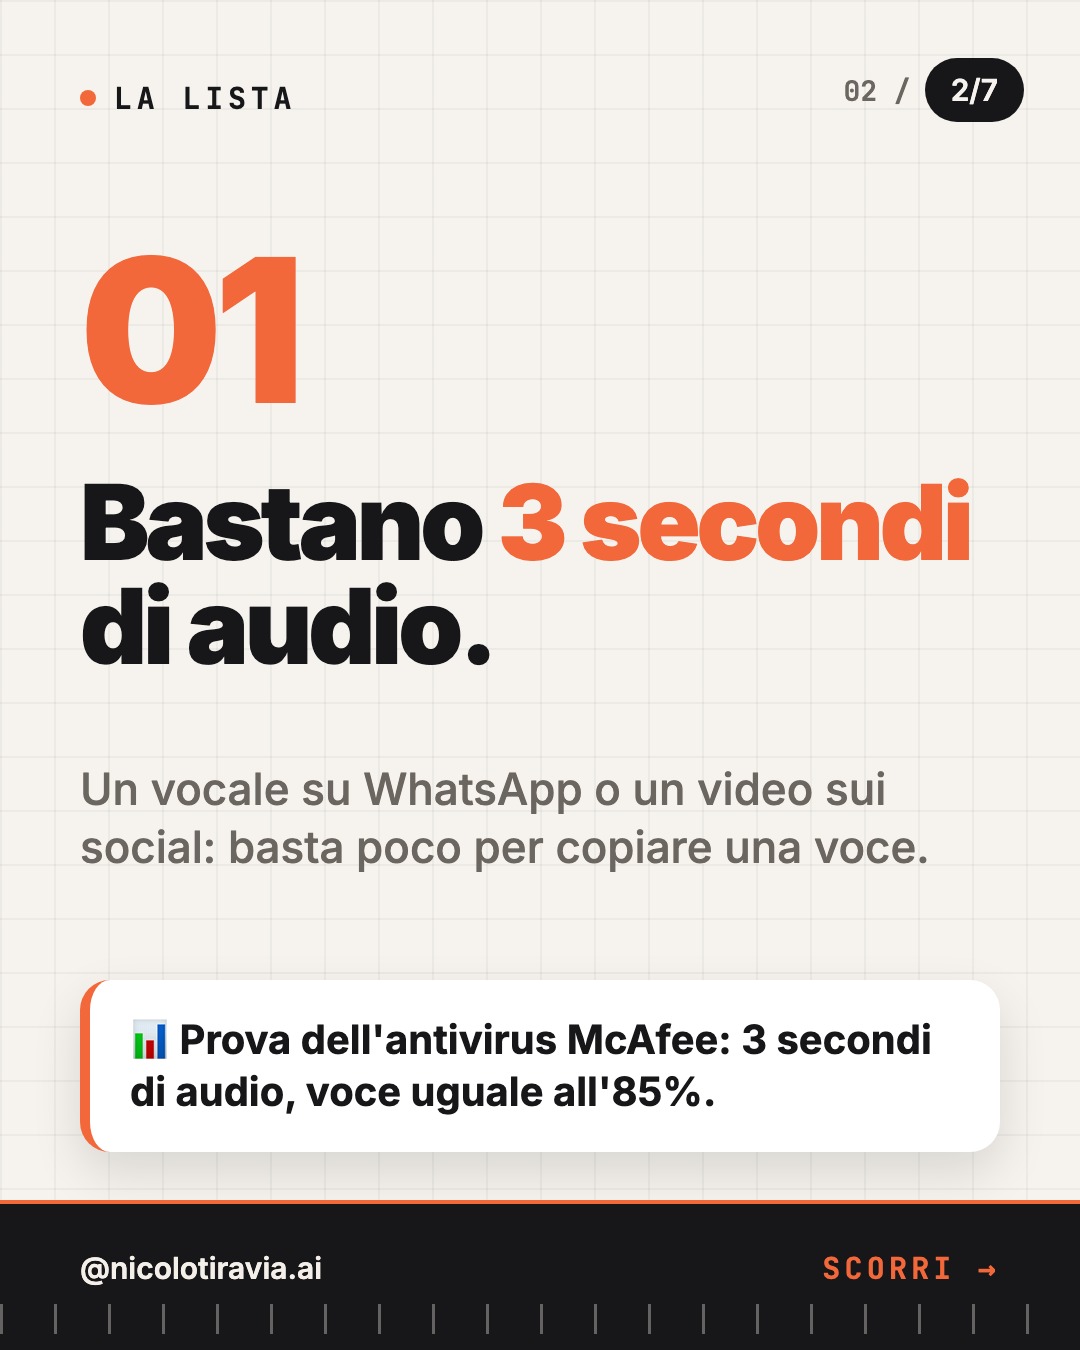 LA LISTA
02 / 2/7
01
Bastano 3 secondi
di audio.
Un vocale su WhatsApp o un video sui
social: basta poco per copiare una voce.
📊 Prova dell'antivirus McAfee: 3 secondi
di audio, voce uguale all'85%.
@nicolotiravia.ai
SCORRI →